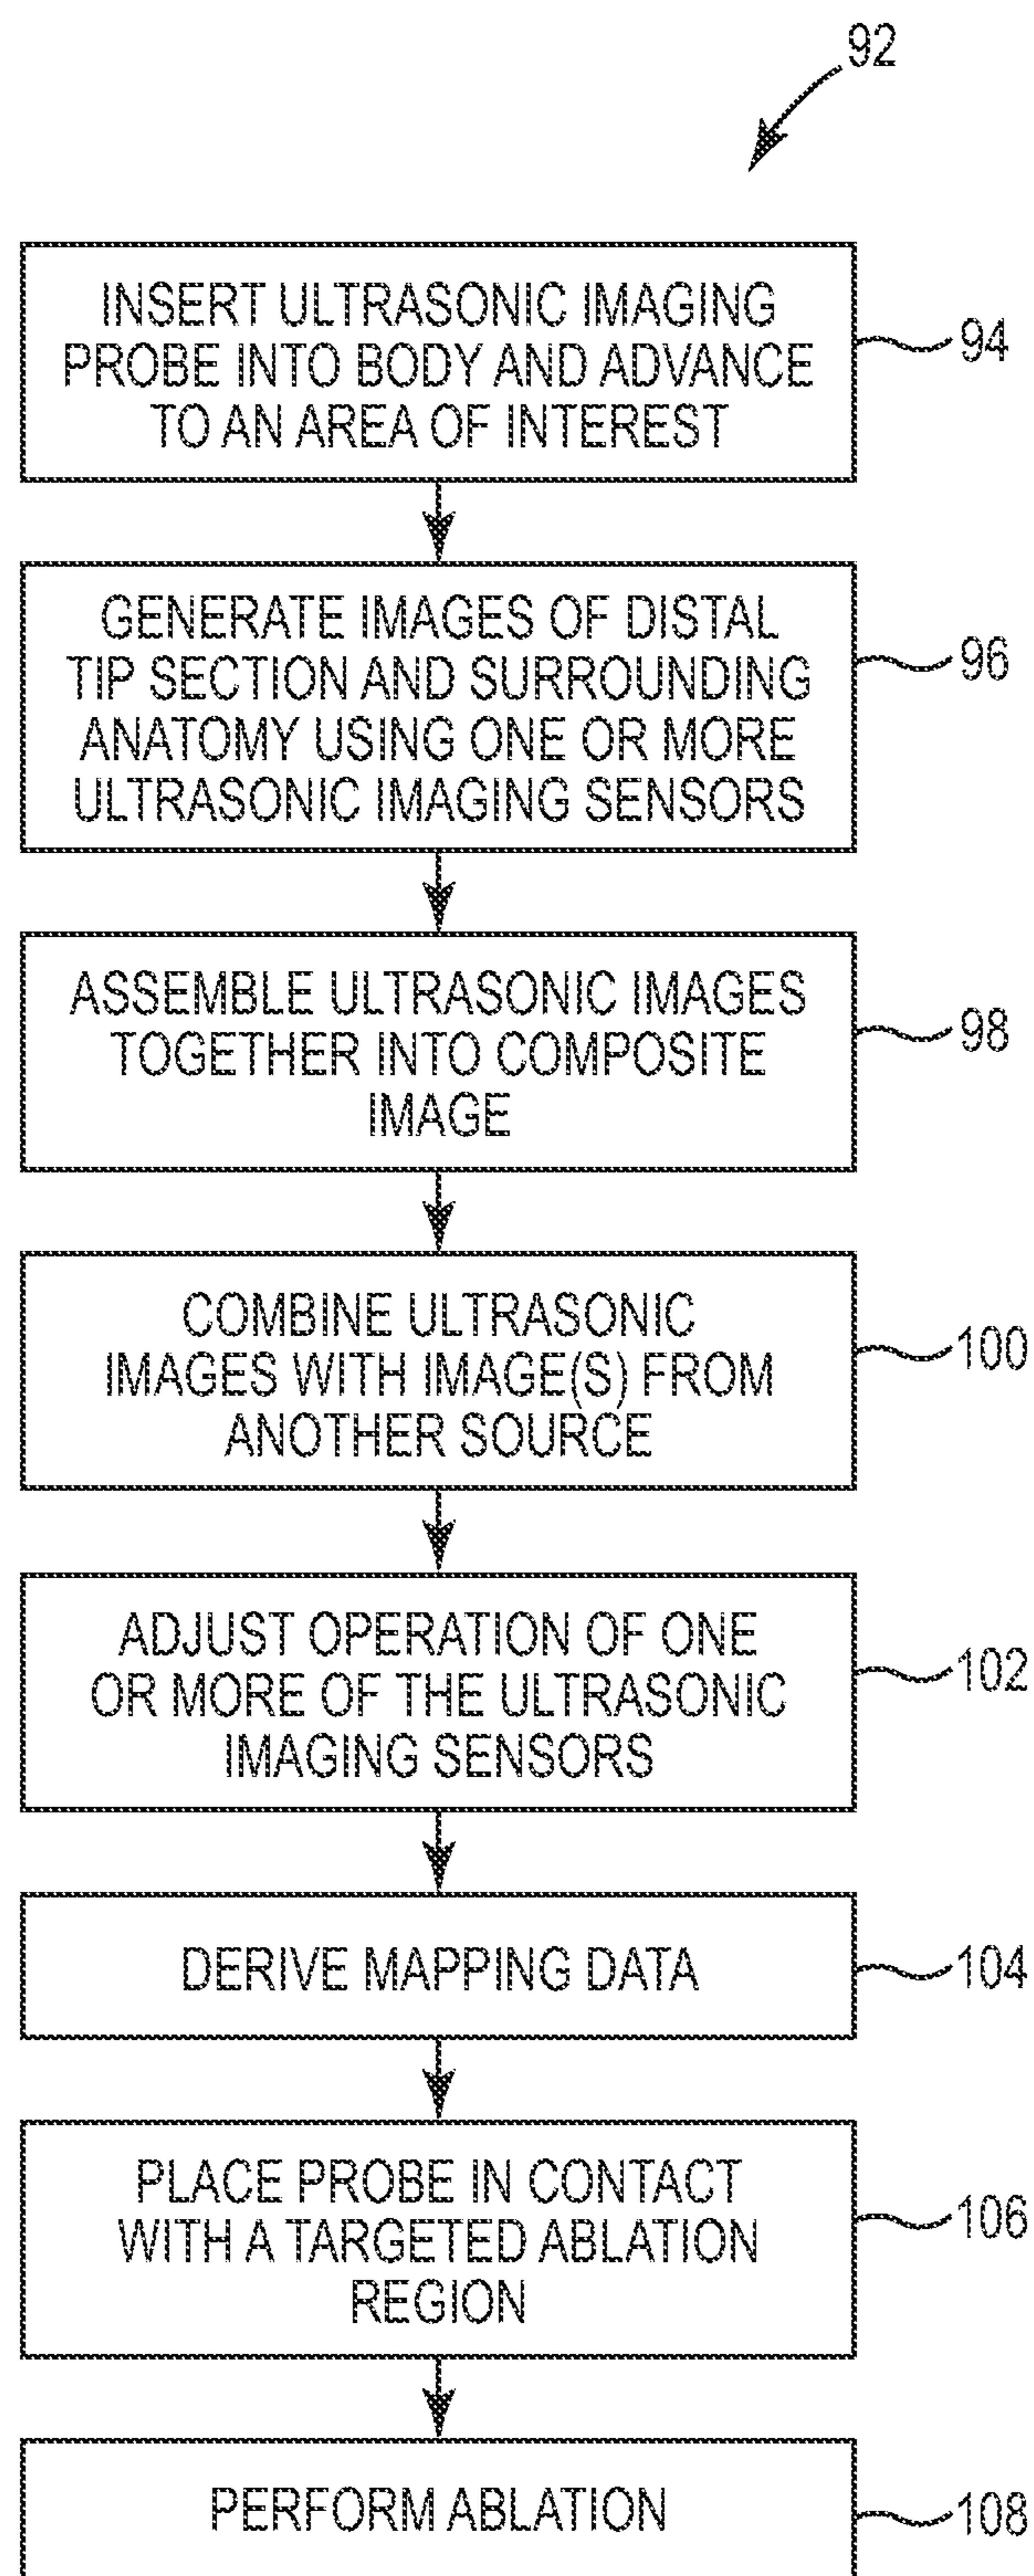 92
INSERT ULTRASONIC IMAGING
PROBE INTO BODY AND ADVANCE
TO AN AREA OF INTEREST
94
GENERATE IMAGES OF DISTAL
TIP SECTION AND SURROUNDING
ANATOMY USING ONE OR MORE
ULTRASONIC IMAGING SENSORS
96
ASSEMBLE ULTRASONIC IMAGES
TOGETHER INTO COMPOSITE
IMAGE
98
COMBINE ULTRASONIC
IMAGES WITH IMAGE(S) FROM
ANOTHER SOURCE
100
ADJUST OPERATION OF ONE
OR MORE OF THE ULTRASONIC
IMAGING SENSORS
102
DERIVE MAPPING DATA
104
PLACE PROBE IN CONTACT
WITH A TARGETED ABLATION
REGION
106
PERFORM ABLATION
108